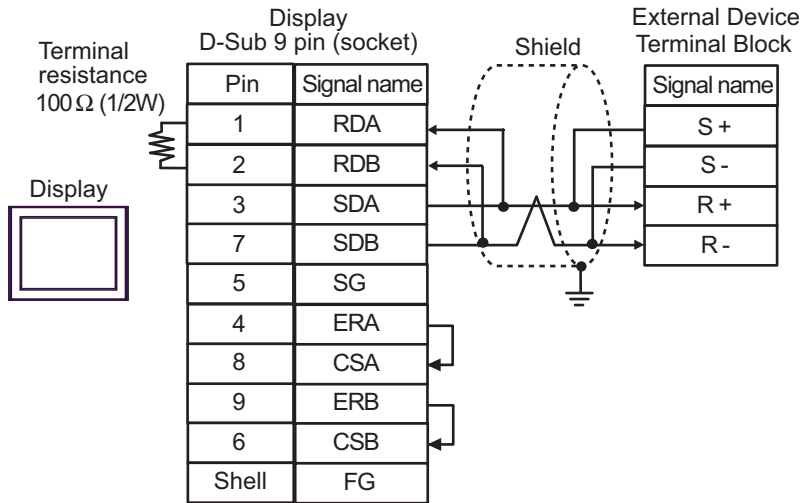 Display
D-Sub 9 pin (socket)
Shield
External Device
Terminal Block
Terminal
resistance
100Ω (1/2W)
Display
Pin Signal name
1 RDA
2 RDB
3 SDA
7 SDB
5 SG
4 ERA
8 CSA
9 ERB
6 CSB
Shell FG
Signal name
S +
S -
R +
R -